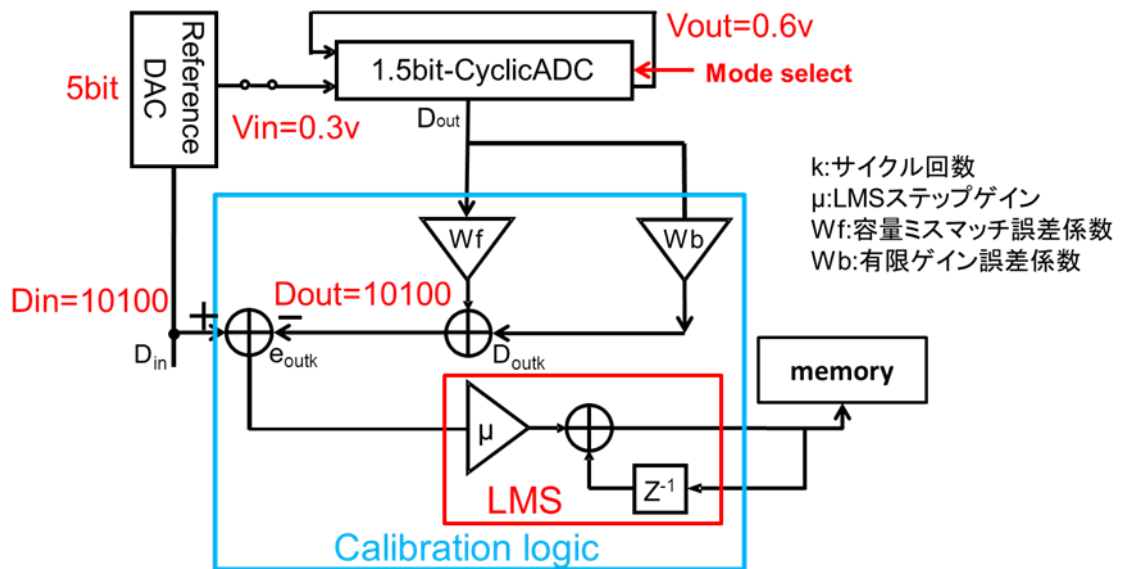 Reference
DAC
5bit
Vin=0.3v
1.5bit-CyclicADC
Vout=0.6v
Mode select
Dout
Wf
Wb
k:サイクル回数
μ:LMSステップゲイン
Wf:容量ミスマッチ誤差係数
Wb:有限ゲイン誤差係数
Din=10100
Dout=10100
+
−
Din
eoutk
Doutk
memory
μ
Z-1
LMS
Calibration logic